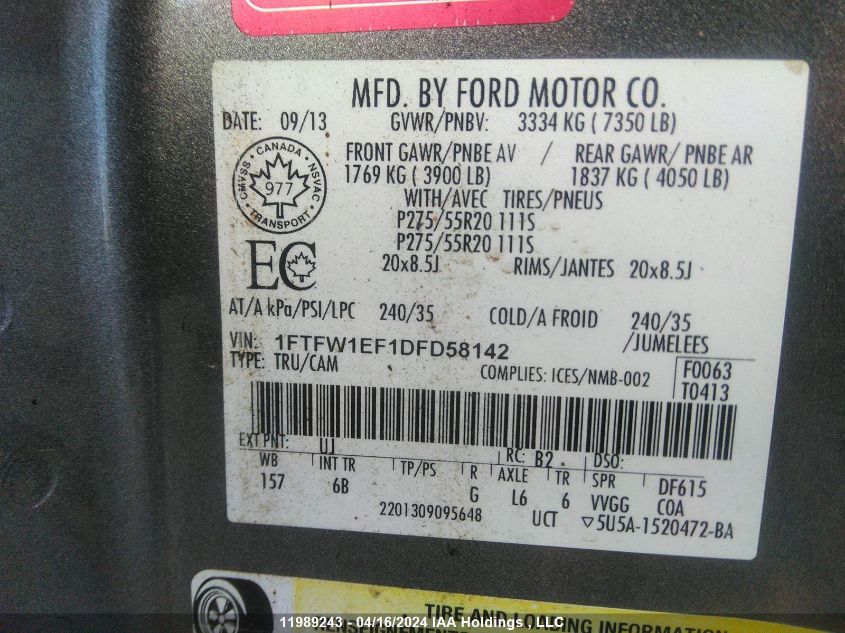 MFD. BY FORD MOTOR CO.
DATE: 09/13 GVWR/PNBV: 3334 KG ( 7350 LB)
FRONT GAWR/PNBE AV / REAR GAWR/ PNBE AR
1769 KG ( 3900 LB) 1837 KG ( 4050 LB)
WITH/AVEC TIRES/PNEUS
P275/55R20 111S
P275/55R20 111S
20x8.5J RIMS/JANTES 20x8.5J
CANADA
CMVSS NSVAC
977
TRANSPORT
EC
AT/A kPa/PSI/LPC 240/35 COLD/A FROID 240/35
VIN: 1FTFW1EF1DFD58142 /JUMELEES
TYPE: TRU/CAM COMPLIES: ICES/NMB-002 F0063
T0413
EXT PNT: UJ RC: B2 DSO:
WB INT TR TP/PS R AXLE TR SPR DF615
157 6B G L6 6 VVGG COA
2201309095648 UCT ▽5U5A-1520472-BA
TIRE AND LOADING INFORMATION
RENSEIGNEMENTS
11989243 - 04/16/2024 IAA Holdings , LLC